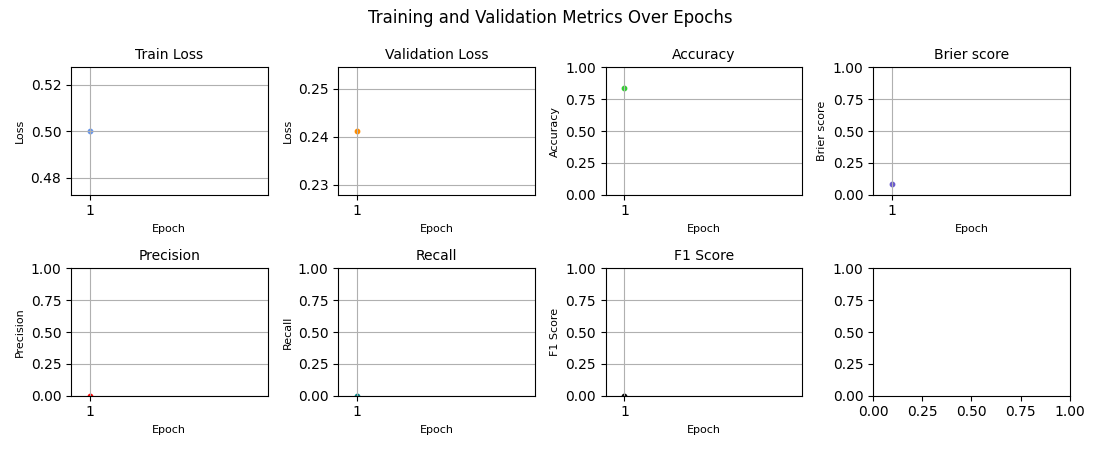 Training and Validation Metrics Over Epochs
Train Loss
Loss
0.52
0.50
0.48
1
Epoch
Validation Loss
Loss
0.25
0.24
0.23
1
Epoch
Accuracy
Accuracy
1.00
0.75
0.50
0.25
0.00
1
Epoch
Brier score
Brier score
1.00
0.75
0.50
0.25
0.00
1
Epoch
Precision
Precision
1.00
0.75
0.50
0.25
0.00
1
Epoch
Recall
Recall
1.00
0.75
0.50
0.25
0.00
1
Epoch
F1 Score
F1 Score
1.00
0.75
0.50
0.25
0.00
1
Epoch
1.00
0.75
0.50
0.25
0.00
0.00 0.25 0.50 0.75 1.00